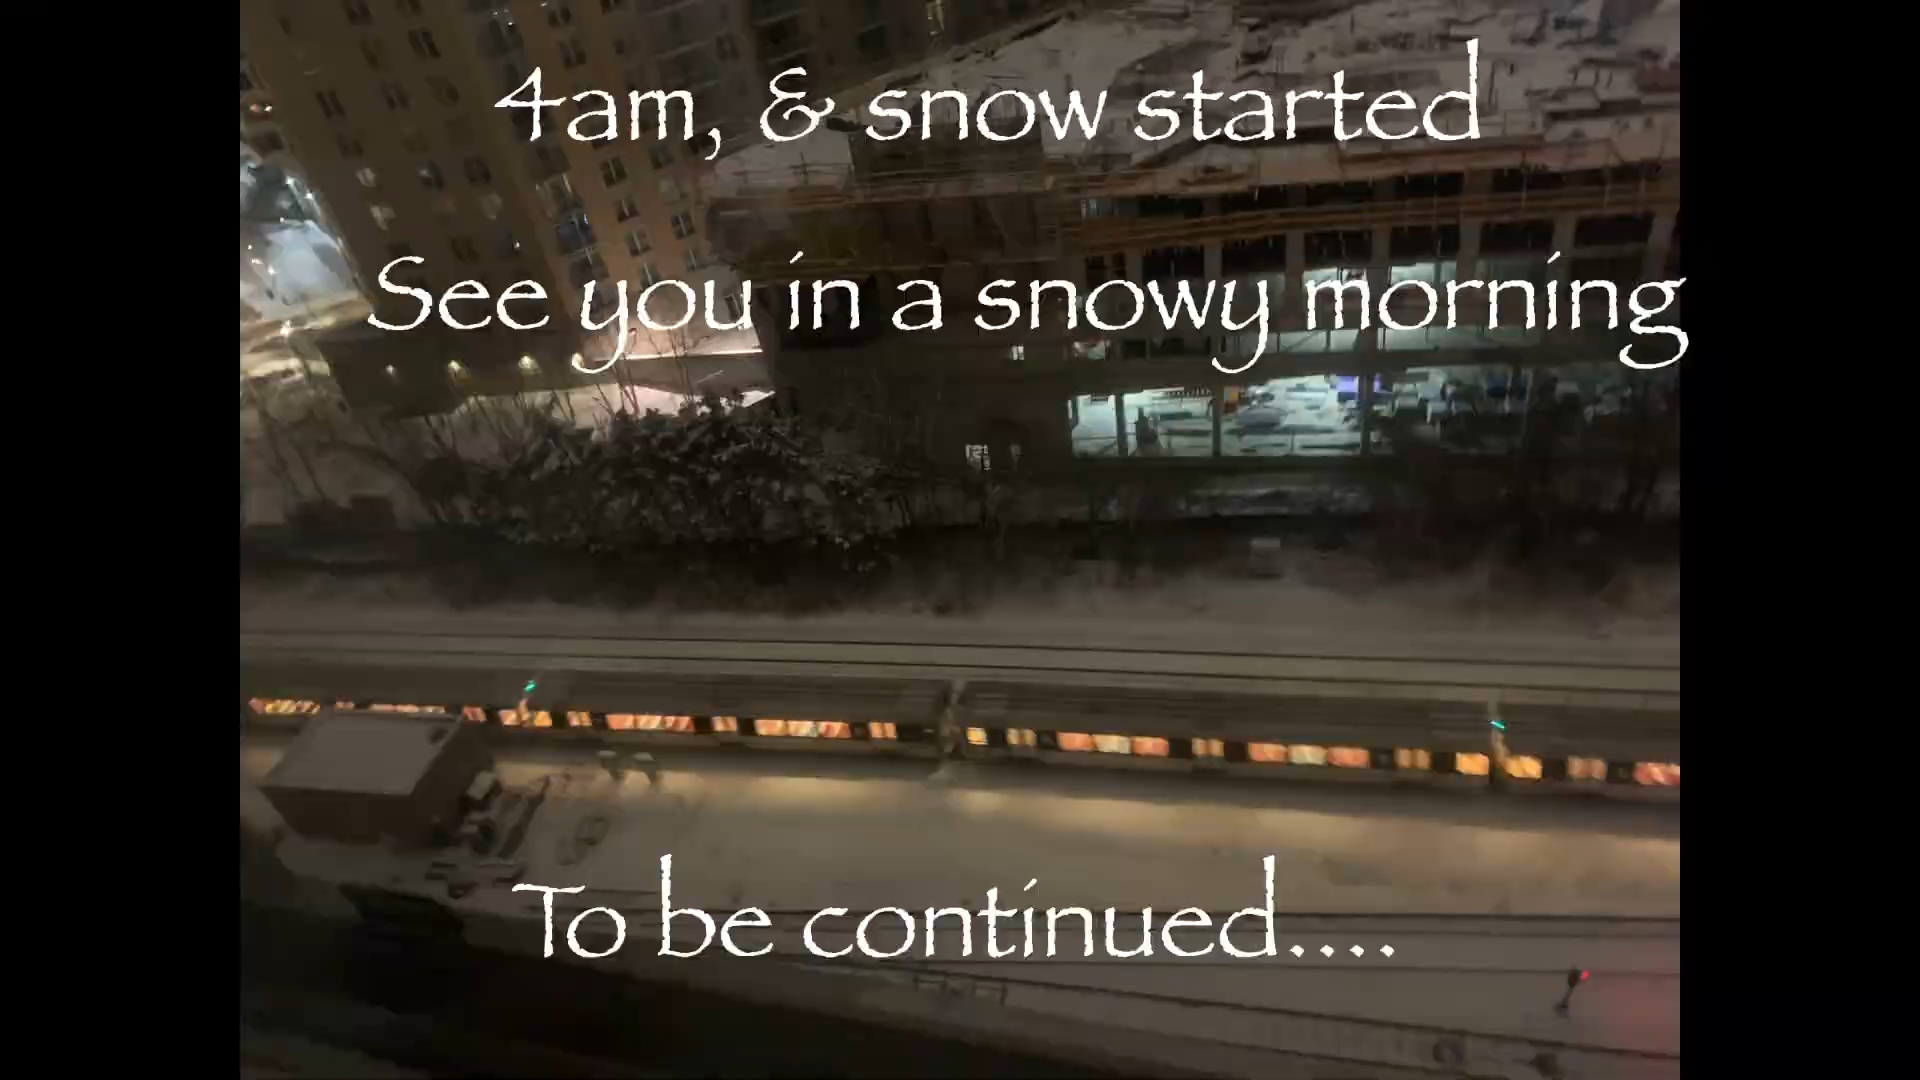 4am, & snow started
See you in a snowy morning
To be continued....